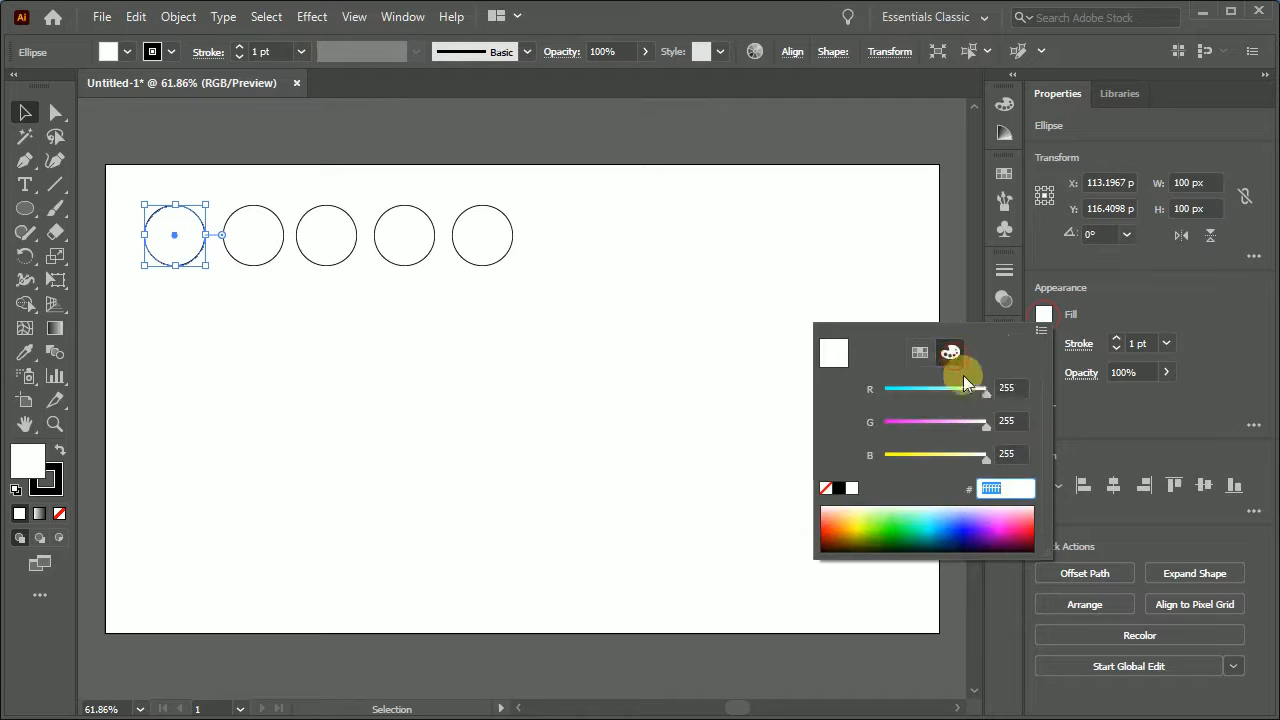 Ai File Edit Object Type Select Effect View Window Help Essentials Classic Search Adobe Stock
Ellipse Stroke: 1 pt Basic Opacity: 100% Style: Align Shape: Transform
Untitled-1* @ 61.86% (RGB/Preview)
Properties Libraries
Ellipse
Transform
X: 113.1967 p W: 100 px
Y: 116.4098 p H: 100 px
0°
Appearance
Fill
Stroke 1 pt
Opacity 100%
R 255
G 255
B 255
# ffffff
Offset Path Expand Shape
Arrange Align to Pixel Grid
Recolor
Start Global Edit
61.86% 1 Selection